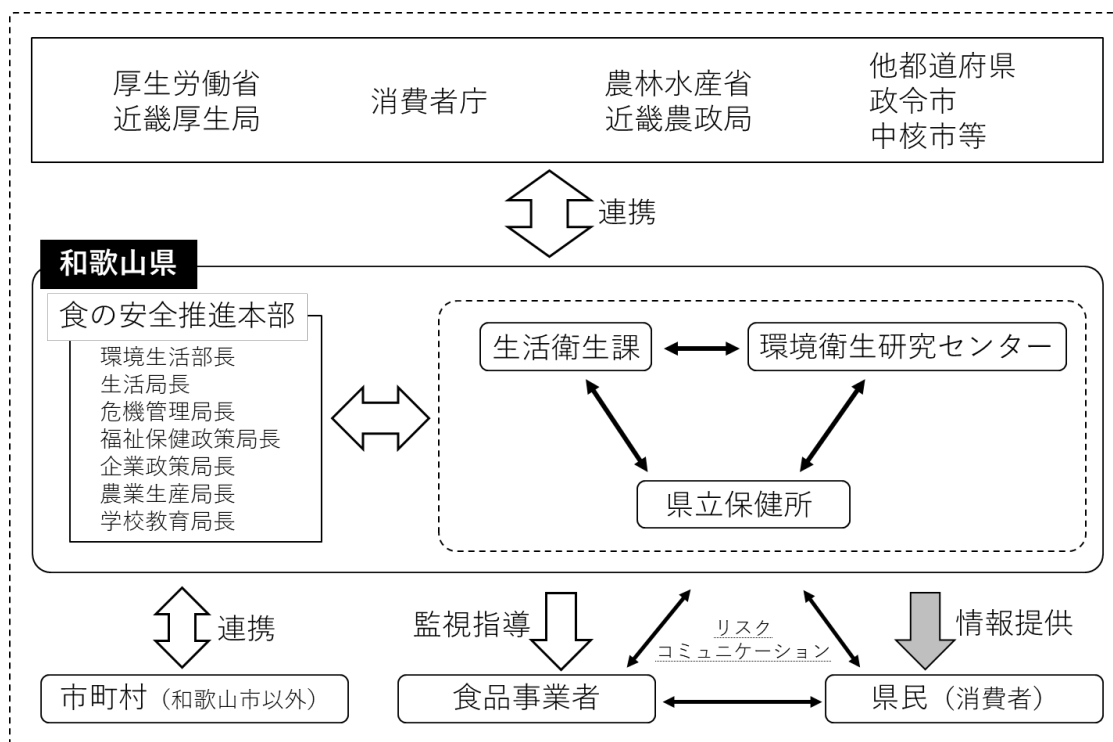 厚生労働省
近畿厚生局
消費者庁
農林水産省
近畿農政局
他都道府県
政令市
中核市等
連携
和歌山県
食の安全推進本部
環境生活部長
生活局長
危機管理局長
福祉保健政策局長
企業政策局長
農業生産局長
学校教育局長
生活衛生課
環境衛生研究センター
県立保健所
連携
監視指導
リスク
コミュニケーション
情報提供
市町村（和歌山市以外）
食品事業者
県民（消費者）